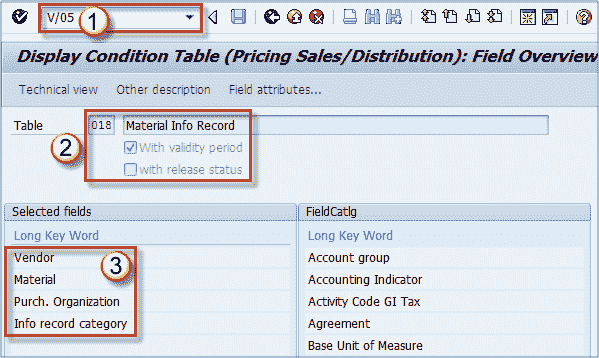 V/05
1
Display Condition Table (Pricing Sales/Distribution): Field Overview
Technical view Other description Field attributes...
Table 018 Material Info Record
2
With validity period
with release status
Selected fields
Long Key Word
Vendor
3
Material
Purch. Organization
Info record category
FieldCatlg
Long Key Word
Account group
Accounting Indicator
Activity Code GI Tax
Agreement
Base Unit of Measure